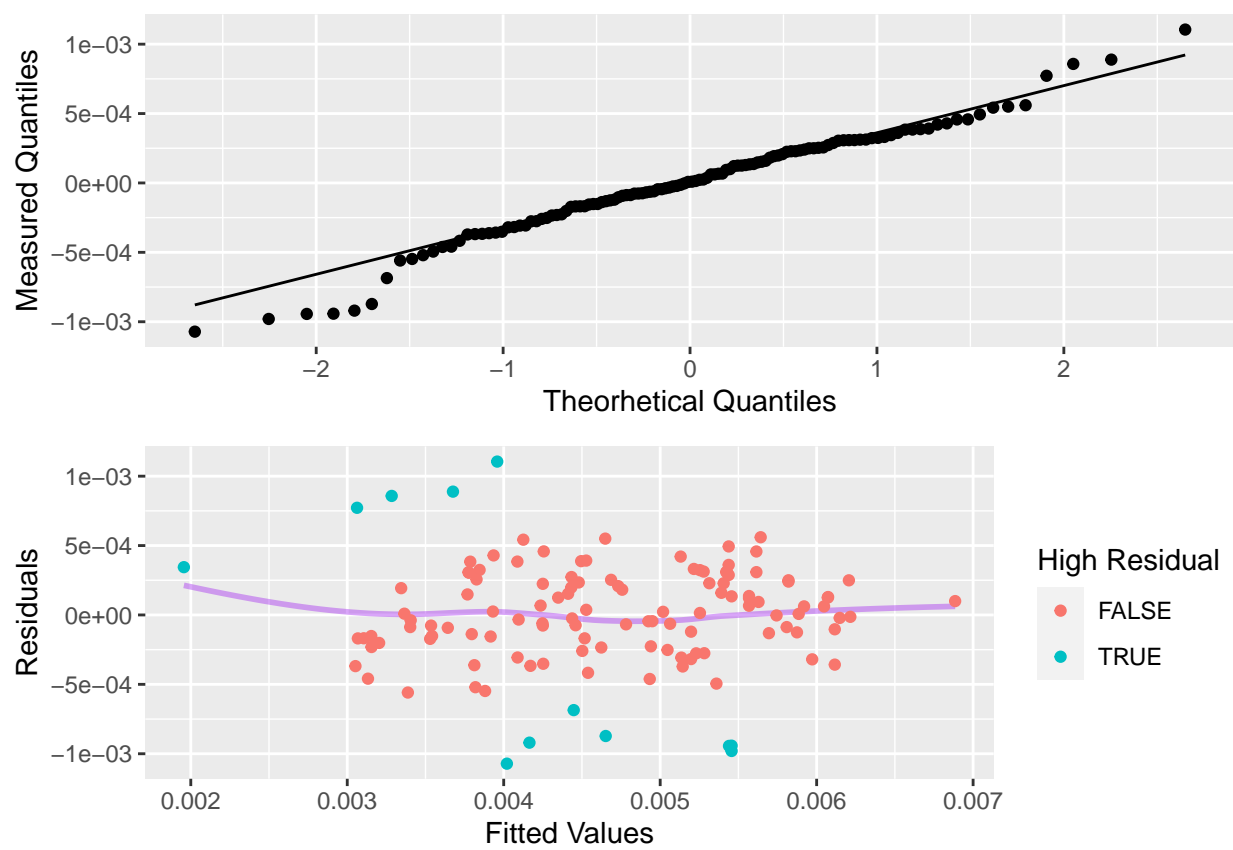 1e−03
5e−04
0e+00
−5e−04
−1e−03
Measured Quantiles
−2
−1
0
1
2
Theorhetical Quantiles
1e−03
5e−04
0e+00
−5e−04
−1e−03
Residuals
0.002
0.003
0.004
0.005
0.006
0.007
Fitted Values
High Residual
FALSE
TRUE